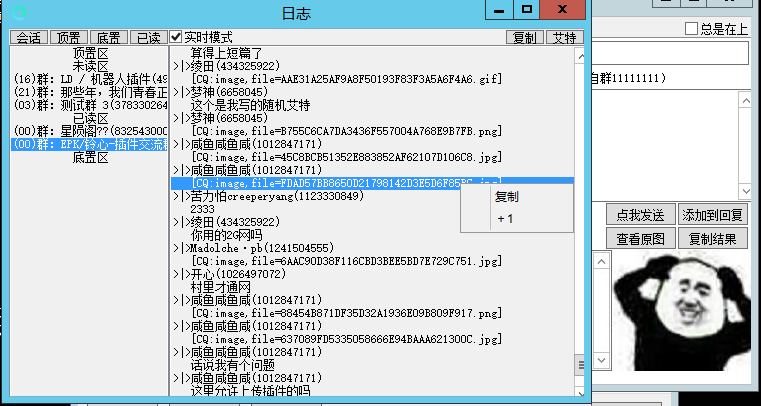 日志
会话 顶置 底置 已读 实时模式 复制 艾特
总是在上
顶置区
未读区
(16)群: LD / 机器人插件(49
(21)群: 那些年，我们青春正
(03)群: 测试群 3(378330264
已读区
(00)群: 星陨阁??(832543000
(00)群: EPK/铃心-插件交流群
底置区
算得上短篇了
>|>绫田(434325922)
[CQ:image,file=AAE31A25AF9A8F50193F83F3A5A6F4A6.gif]
>|>梦神(6658045)
这个是我写的随机艾特
>|>梦神(6658045)
[CQ:image,file=B755C6CA7DA3436F557004A768E9B7FB.png]
>|>咸鱼咸鱼咸(1012847171)
[CQ:image,file=45C8BCB51352E883852AF62107D106C8.jpg]
>|>咸鱼咸鱼咸(1012847171)
[CQ:image,file=FDAD57BB8650D21798142D3E5D6F85BC.jpg]
>|>苦力怕creeperyang(1123330849)
2333
>|>绫田(434325922)
你用的2G网吗
>|>Madolche·pb(1241504555)
[CQ:image,file=6AAC90D38F116CBD3BEE5BD7E729C751.jpg]
>|>开心(1026497072)
村里才通网
>|>咸鱼咸鱼咸(1012847171)
[CQ:image,file=88454B871DF35D32A1936E09B809F917.png]
>|>咸鱼咸鱼咸(1012847171)
[CQ:image,file=637089FD5335058666E94BAAA621300C.jpg]
>|>咸鱼咸鱼咸(1012847171)
话说我有个问题
>|>咸鱼咸鱼咸(1012847171)
这里允许上传插件的吗
复制
+1
自群11111111)
点我发送 添加到回复
查看原图 复制结果